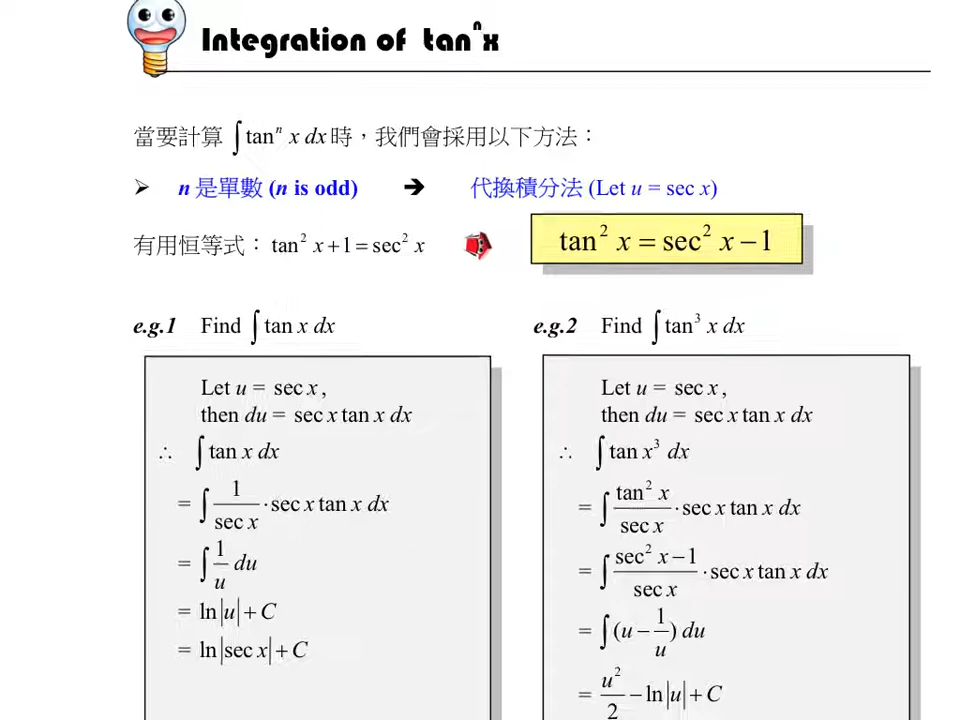 Integration of tanⁿx
當要計算 ∫ tanⁿ x dx 時，我們會採用以下方法：
➢ n 是單數 (n is odd) ➔ 代換積分法 (Let u = sec x)
有用恒等式： tan² x + 1 = sec² x
tan² x = sec² x − 1
e.g.1 Find ∫ tan x dx
Let u = sec x ,
then du = sec x tan x dx
∴ ∫ tan x dx
= ∫ 1/sec x · sec x tan x dx
= ∫ 1/u du
= ln|u| + C
= ln|sec x| + C
e.g.2 Find ∫ tan³ x dx
Let u = sec x ,
then du = sec x tan x dx
∴ ∫ tan x³ dx
= ∫ tan² x/sec x · sec x tan x dx
= ∫ (sec² x − 1)/sec x · sec x tan x dx
= ∫ (u − 1/u) du
= u²/2 − ln|u| + C